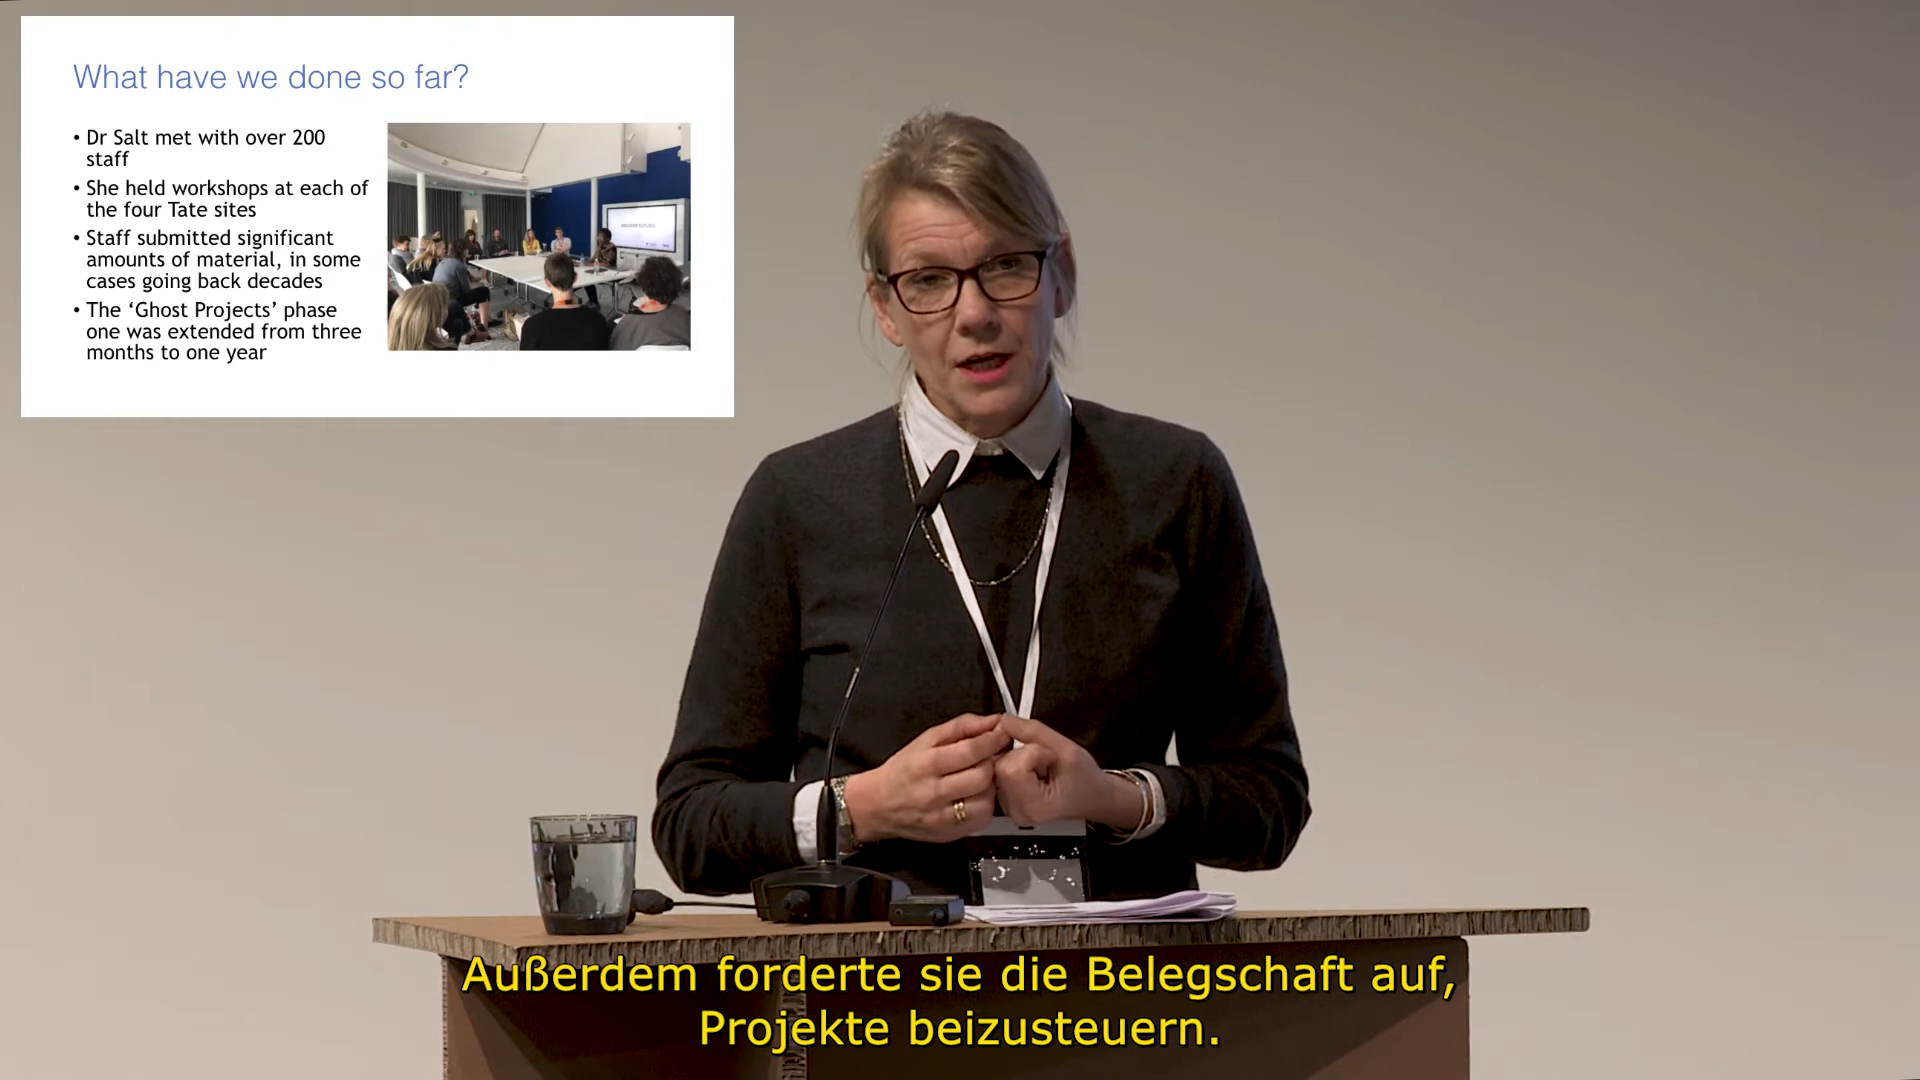 What have we done so far?
• Dr Salt met with over 200
staff
• She held workshops at each of
the four Tate sites
• Staff submitted significant
amounts of material, in some
cases going back decades
• The ‘Ghost Projects’ phase
one was extended from three
months to one year
Außerdem forderte sie die Belegschaft auf,
Projekte beizusteuern.